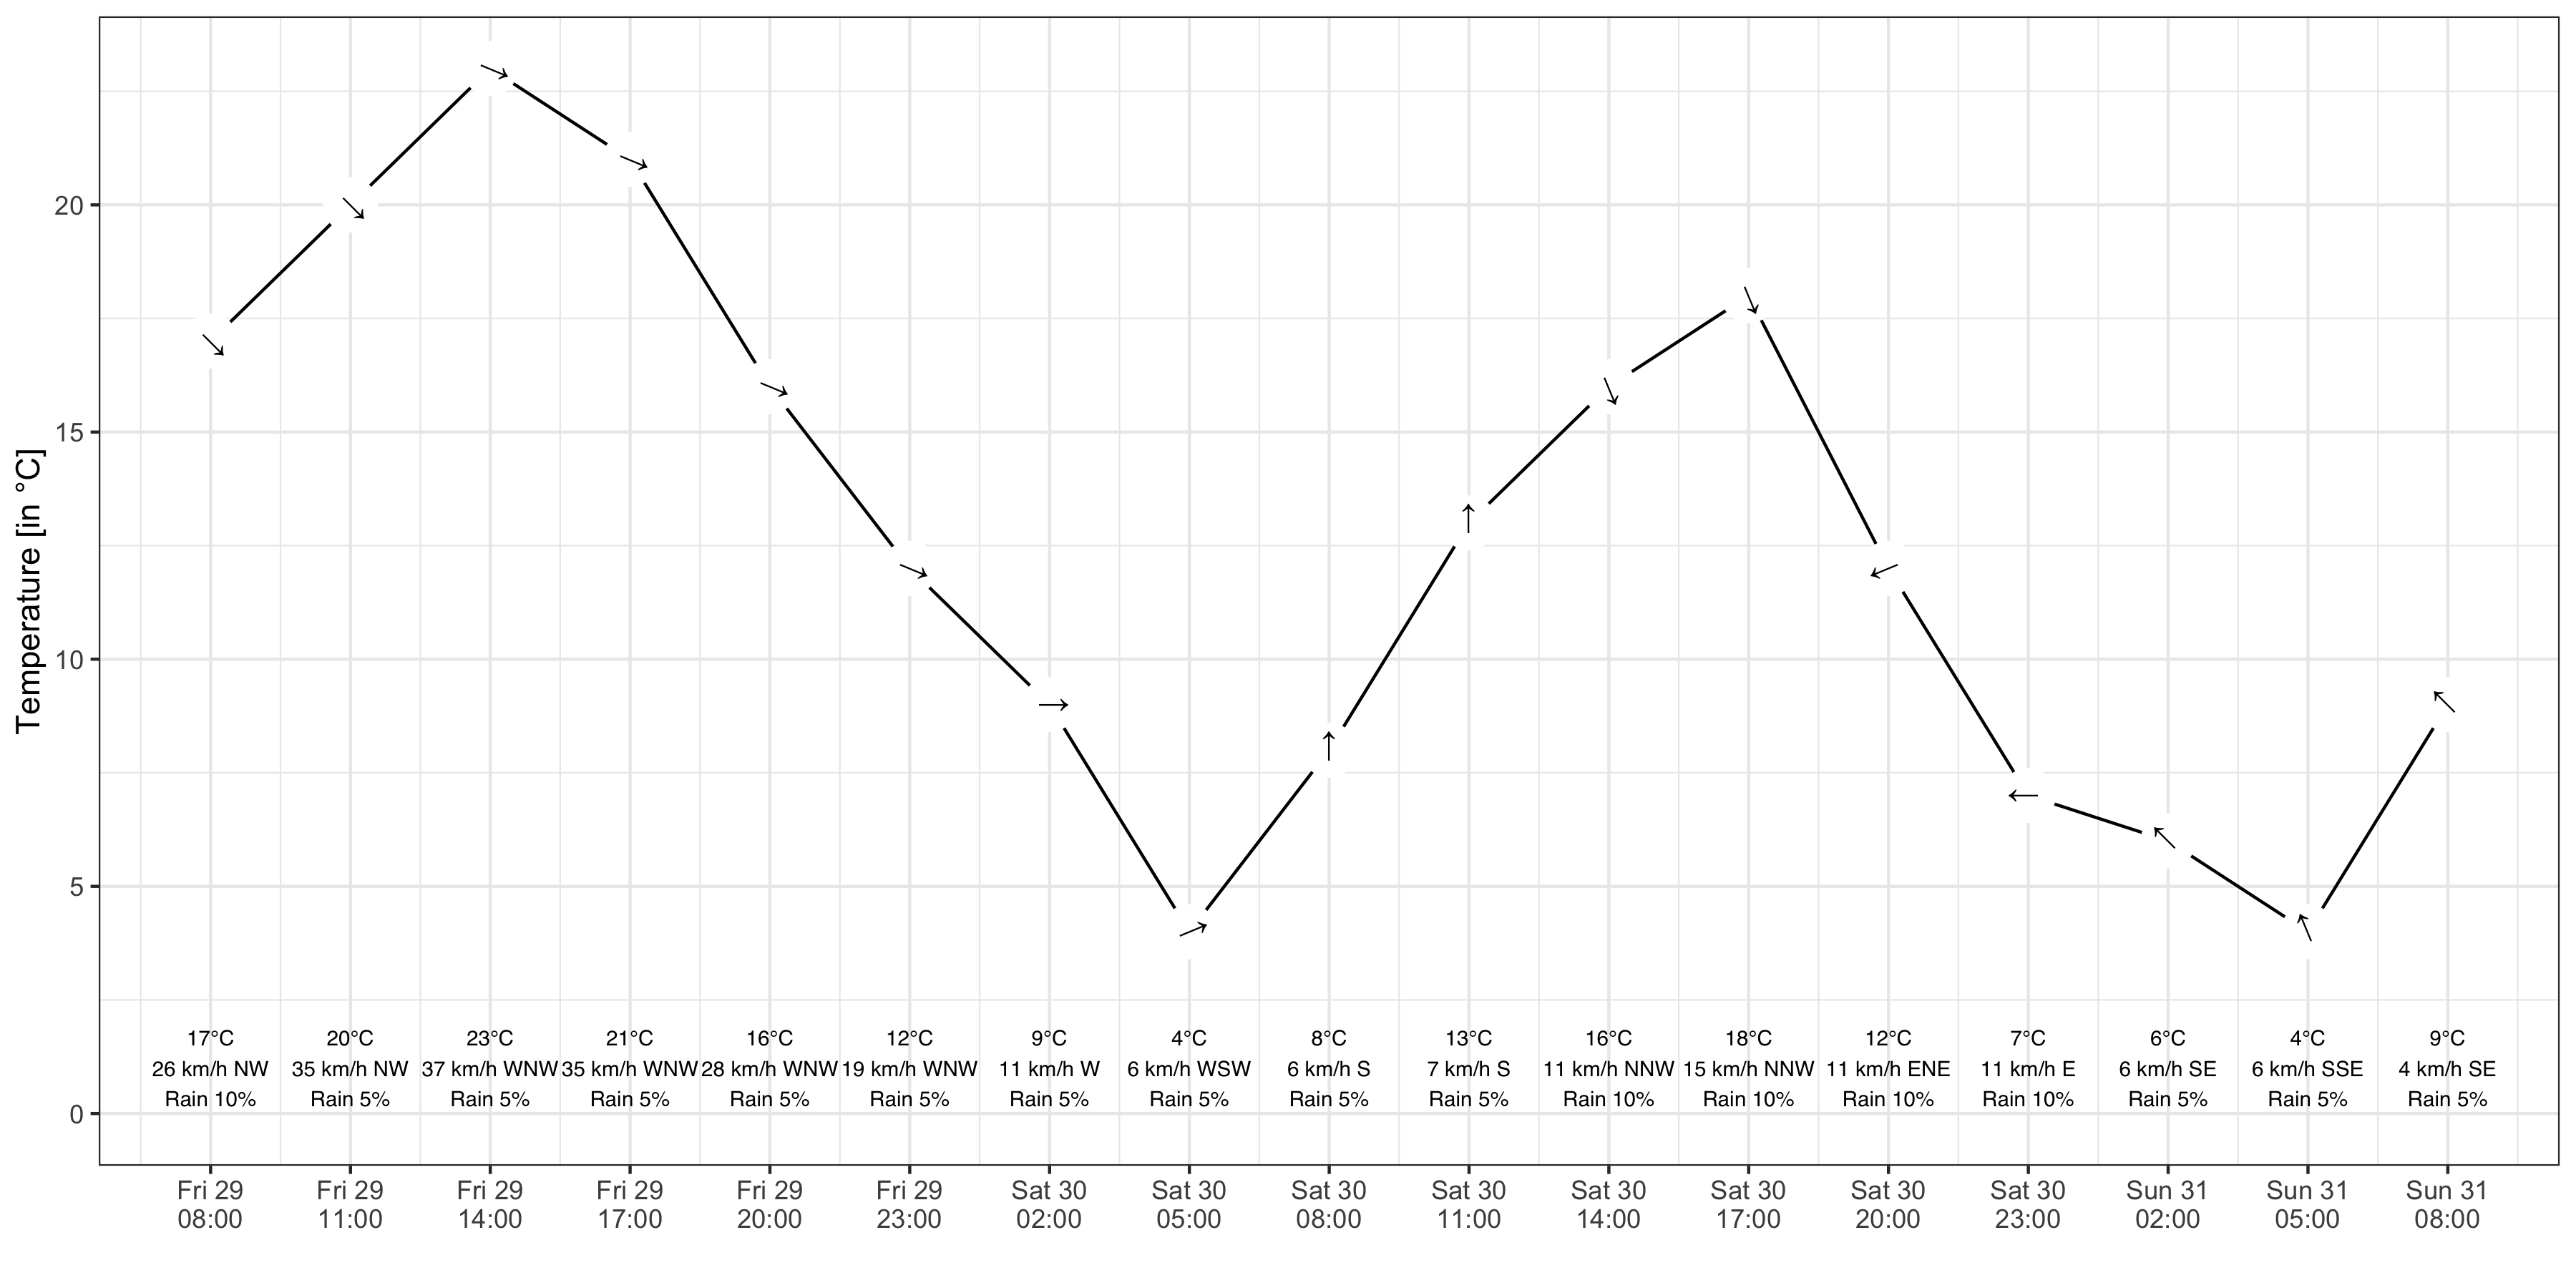 Temperature [in °C]
20
15
10
5
0
17°C 20°C 23°C 21°C 16°C 12°C 9°C 4°C 8°C 13°C 16°C 18°C 12°C 7°C 6°C 4°C 9°C
26 km/h NW 35 km/h NW 37 km/h WNW 35 km/h WNW 28 km/h WNW 19 km/h WNW 11 km/h W 6 km/h WSW 6 km/h S 7 km/h S 11 km/h NNW 15 km/h NNW 11 km/h ENE 11 km/h E 6 km/h SE 6 km/h SSE 4 km/h SE
Rain 10% Rain 5% Rain 5% Rain 5% Rain 5% Rain 5% Rain 5% Rain 5% Rain 5% Rain 5% Rain 10% Rain 10% Rain 10% Rain 10% Rain 5% Rain 5% Rain 5%
Fri 29 Fri 29 Fri 29 Fri 29 Fri 29 Fri 29 Sat 30 Sat 30 Sat 30 Sat 30 Sat 30 Sat 30 Sat 30 Sat 30 Sun 31 Sun 31 Sun 31
08:00 11:00 14:00 17:00 20:00 23:00 02:00 05:00 08:00 11:00 14:00 17:00 20:00 23:00 02:00 05:00 08:00